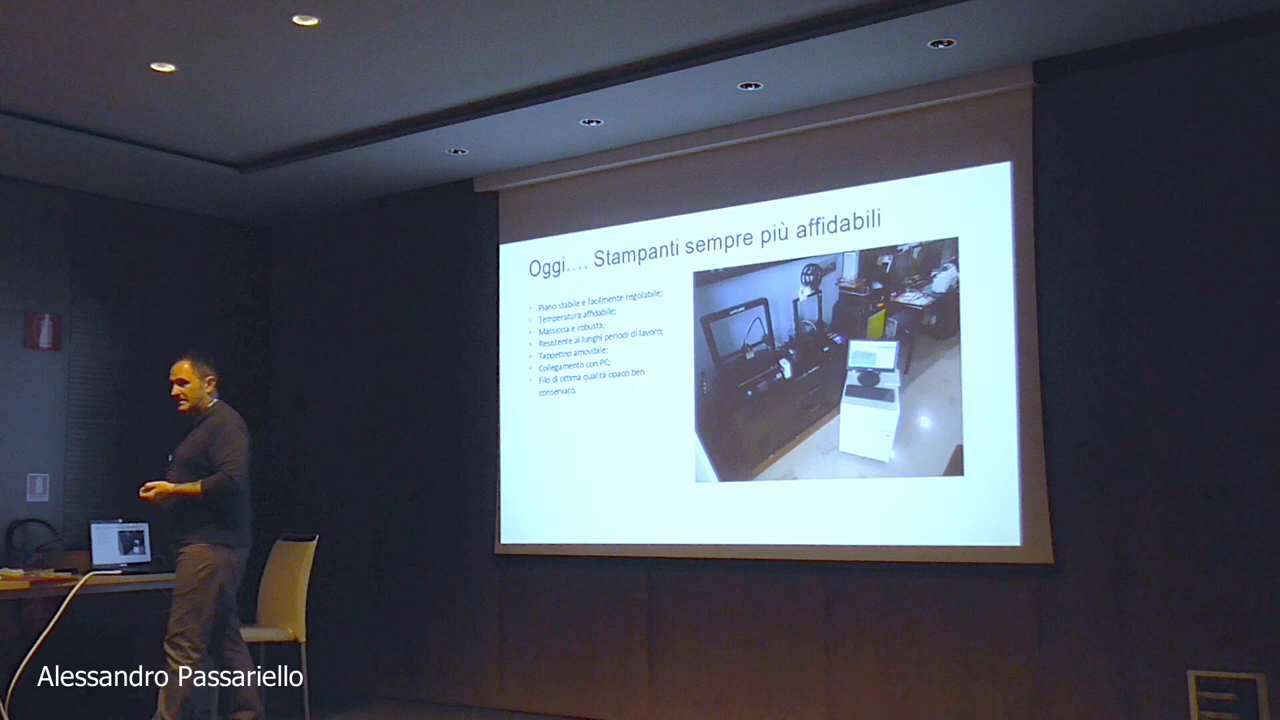 Oggi.... Stampanti sempre più affidabili
Piano stabile e facilmente regolabile;
Temperatura affidabile;
Massiccia e robusta;
Resistente ai lunghi periodi di lavoro;
Tappetino amovibile;
Collegamento con PC;
Filo di ottima qualità opaco ben
conservato.
Alessandro Passariello